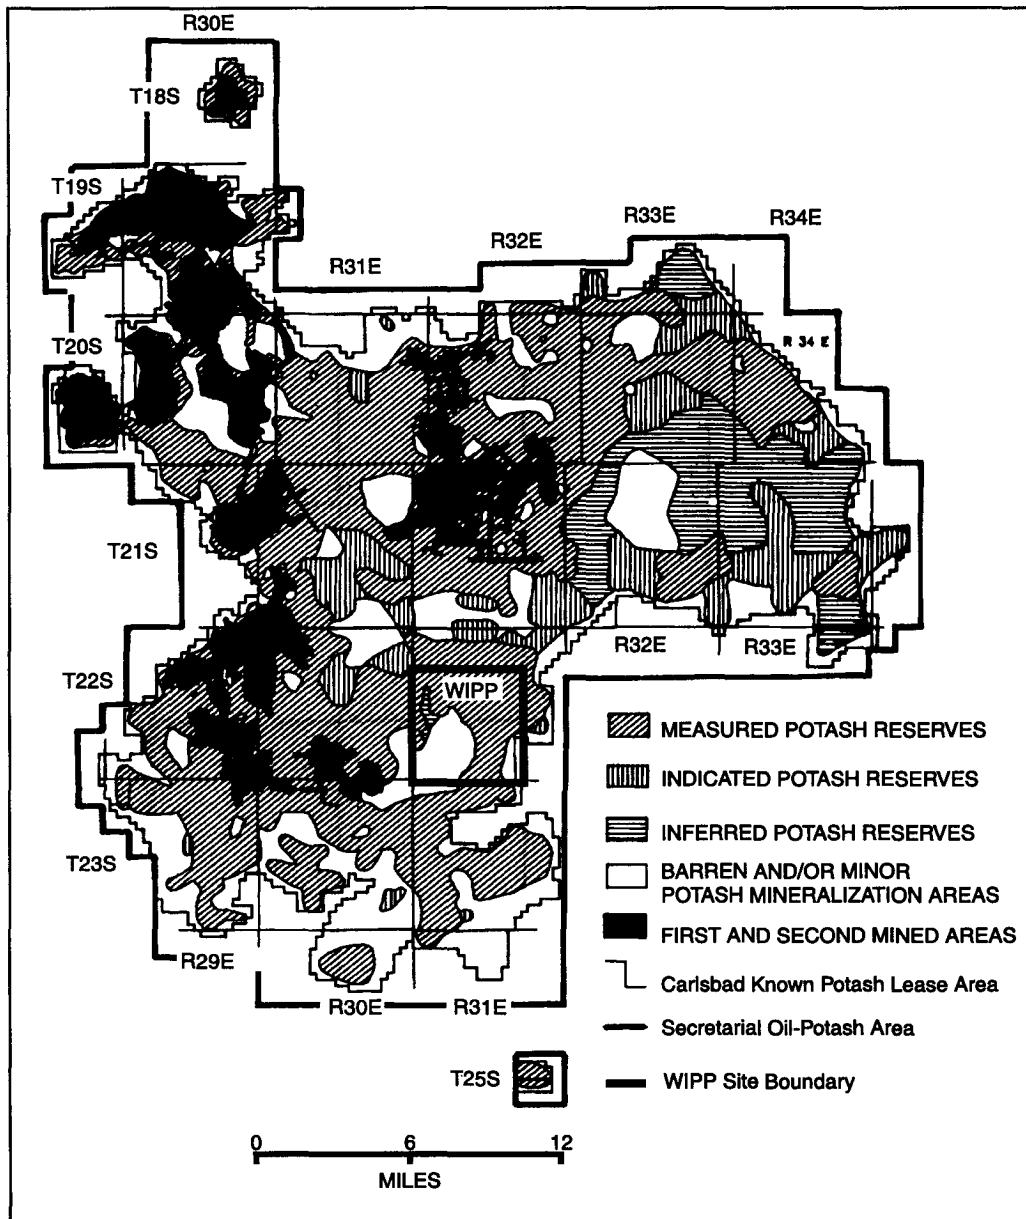 R30E
T18S
T19S
R33E
R34E
R32E
R31E
T20S
R 34 E
T21S
R32E
R33E
T22S
WIPP
MEASURED POTASH RESERVES
INDICATED POTASH RESERVES
INFERRED POTASH RESERVES
T23S
BARREN AND/OR MINOR
POTASH MINERALIZATION AREAS
FIRST AND SECOND MINED AREAS
R29E
Carlsbad Known Potash Lease Area
R30E
R31E
Secretarial Oil-Potash Area
T25S
WIPP Site Boundary
0 6 12
MILES